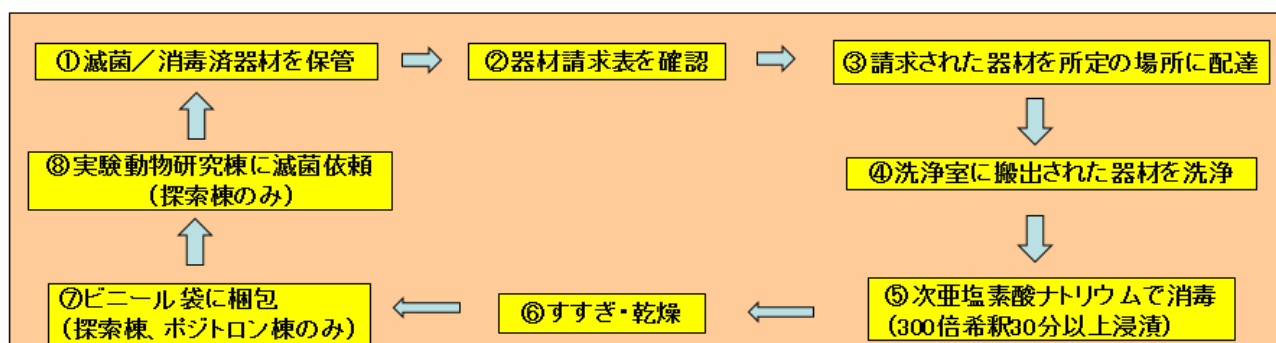 ①滅菌／消毒済器材を保管
②器材請求表を確認
③請求された器材を所定の場所に配達
④洗浄室に搬出された器材を洗浄
⑤次亜塩素酸ナトリウムで消毒
(300倍希釈30分以上浸漬)
⑥すすぎ・乾燥
⑦ビニール袋に梱包
(探索棟、ポジトロン棟のみ)
⑧実験動物研究棟に滅菌依頼
(探索棟のみ)